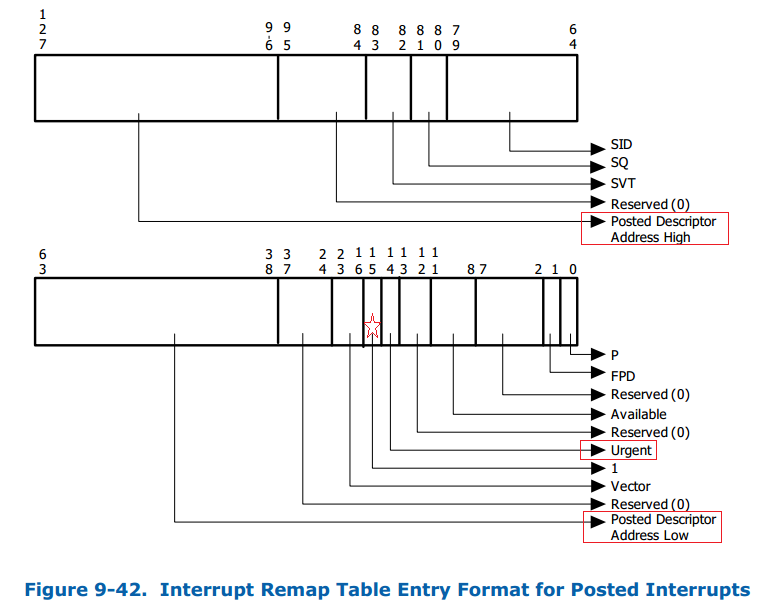 1 9 9 8 8 8 8 8 7 6
2 6 5 4 3 2 1 0 9 4
7
SID
SQ
SVT
Reserved (0)
Posted Descriptor
Address High
6 3 3 2 2 1 1 1 1 1 1 8 7 2 1 0
3 8 7 4 3 6 5 4 3 2 1
P
FPD
Reserved (0)
Available
Reserved (0)
Urgent
1
Vector
Reserved (0)
Posted Descriptor
Address Low
Figure 9-42. Interrupt Remap Table Entry Format for Posted Interrupts